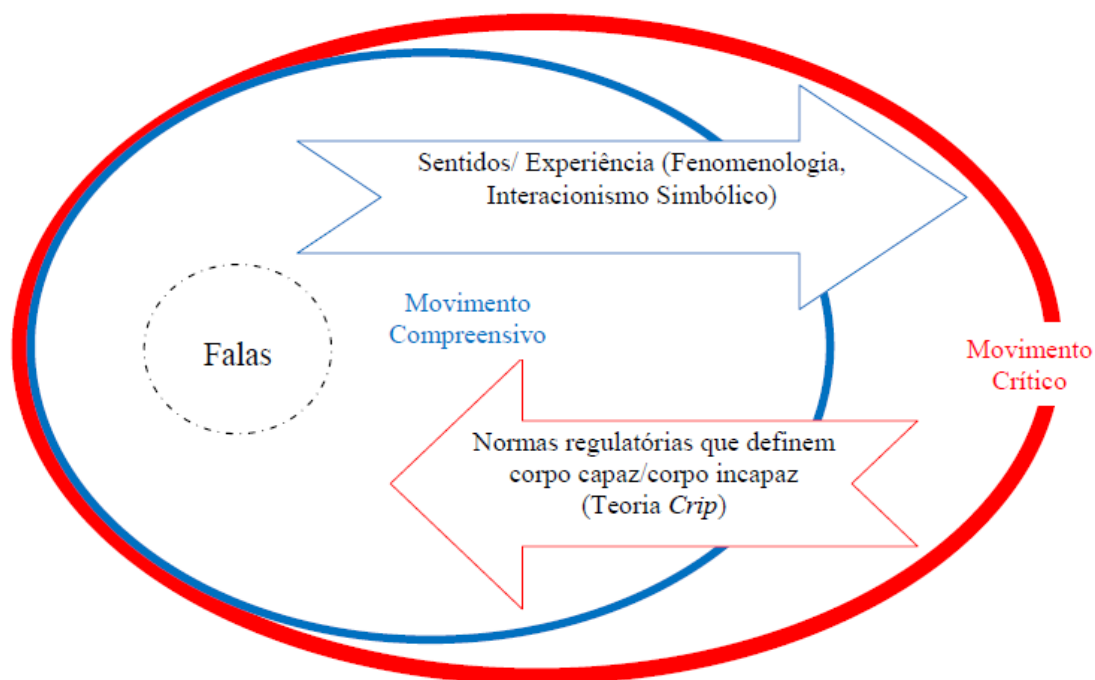 Sentidos/ Experiência (Fenomenologia,
Interacionismo Simbólico)
Movimento
Compreensivo
Falas
Movimento
Crítico
Normas regulatórias que definem
corpo capaz/corpo incapaz
(Teoria Crip)